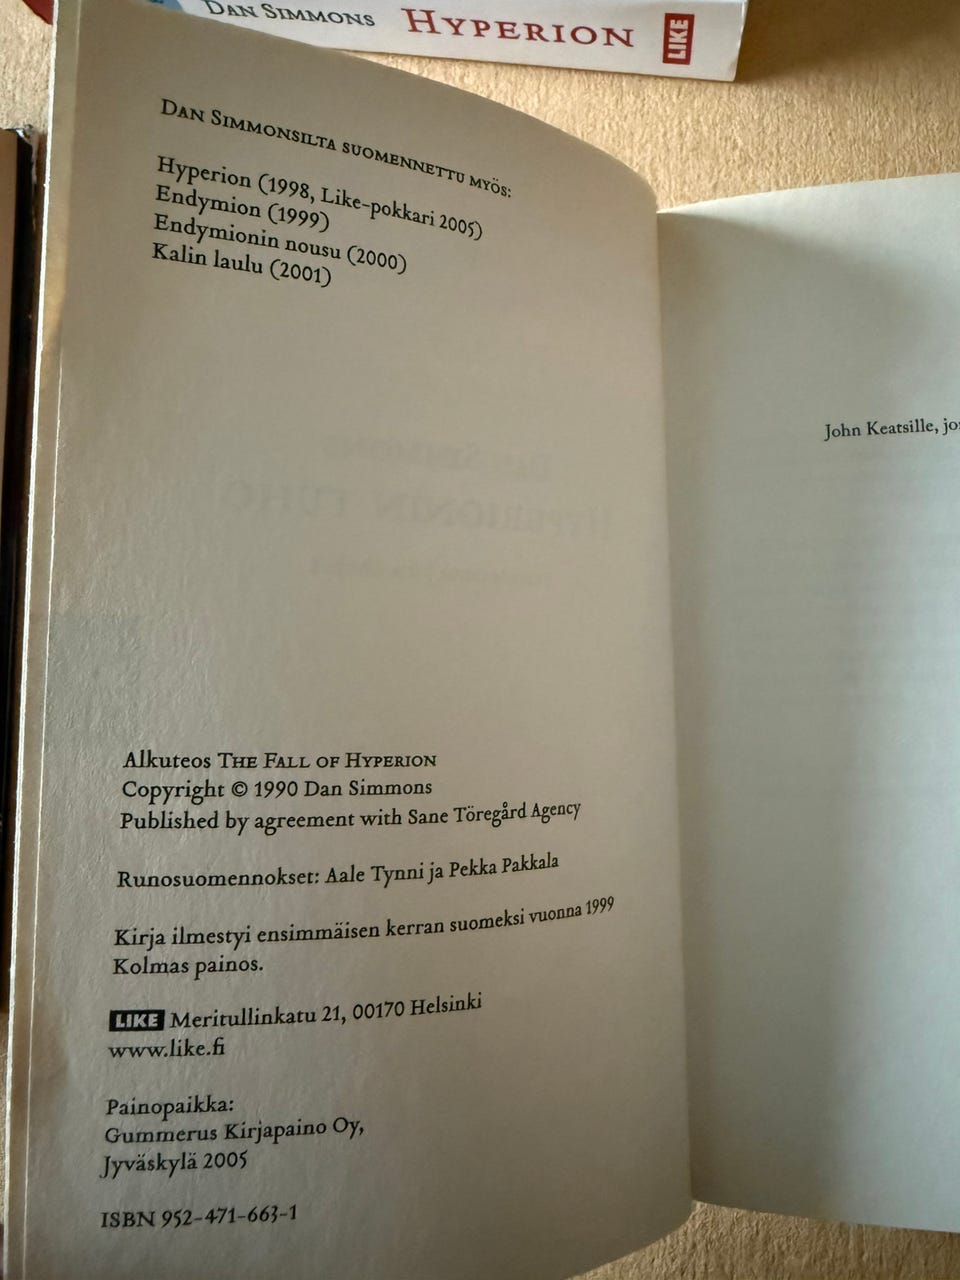 DAN SIMMONS HYPERION LIKE
DAN SIMMONSILTA SUOMENNETTU MYÖS:
Hyperion (1998, Like-pokkari 2005)
Endymion (1999)
Endymionin nousu (2000)
Kalin laulu (2001)
Alkuteos THE FALL OF HYPERION
Copyright © 1990 Dan Simmons
Published by agreement with Sane Töregård Agency
Runosuomennokset: Aale Tynni ja Pekka Pakkala
Kirja ilmestyi ensimmäisen kerran suomeksi vuonna 1999
Kolmas painos.
LIKE Meritullinkatu 21, 00170 Helsinki
www.like.fi
Painopaikka:
Gummerus Kirjapaino Oy,
Jyväskylä 2005
ISBN 952-471-663-1
John Keatsille,